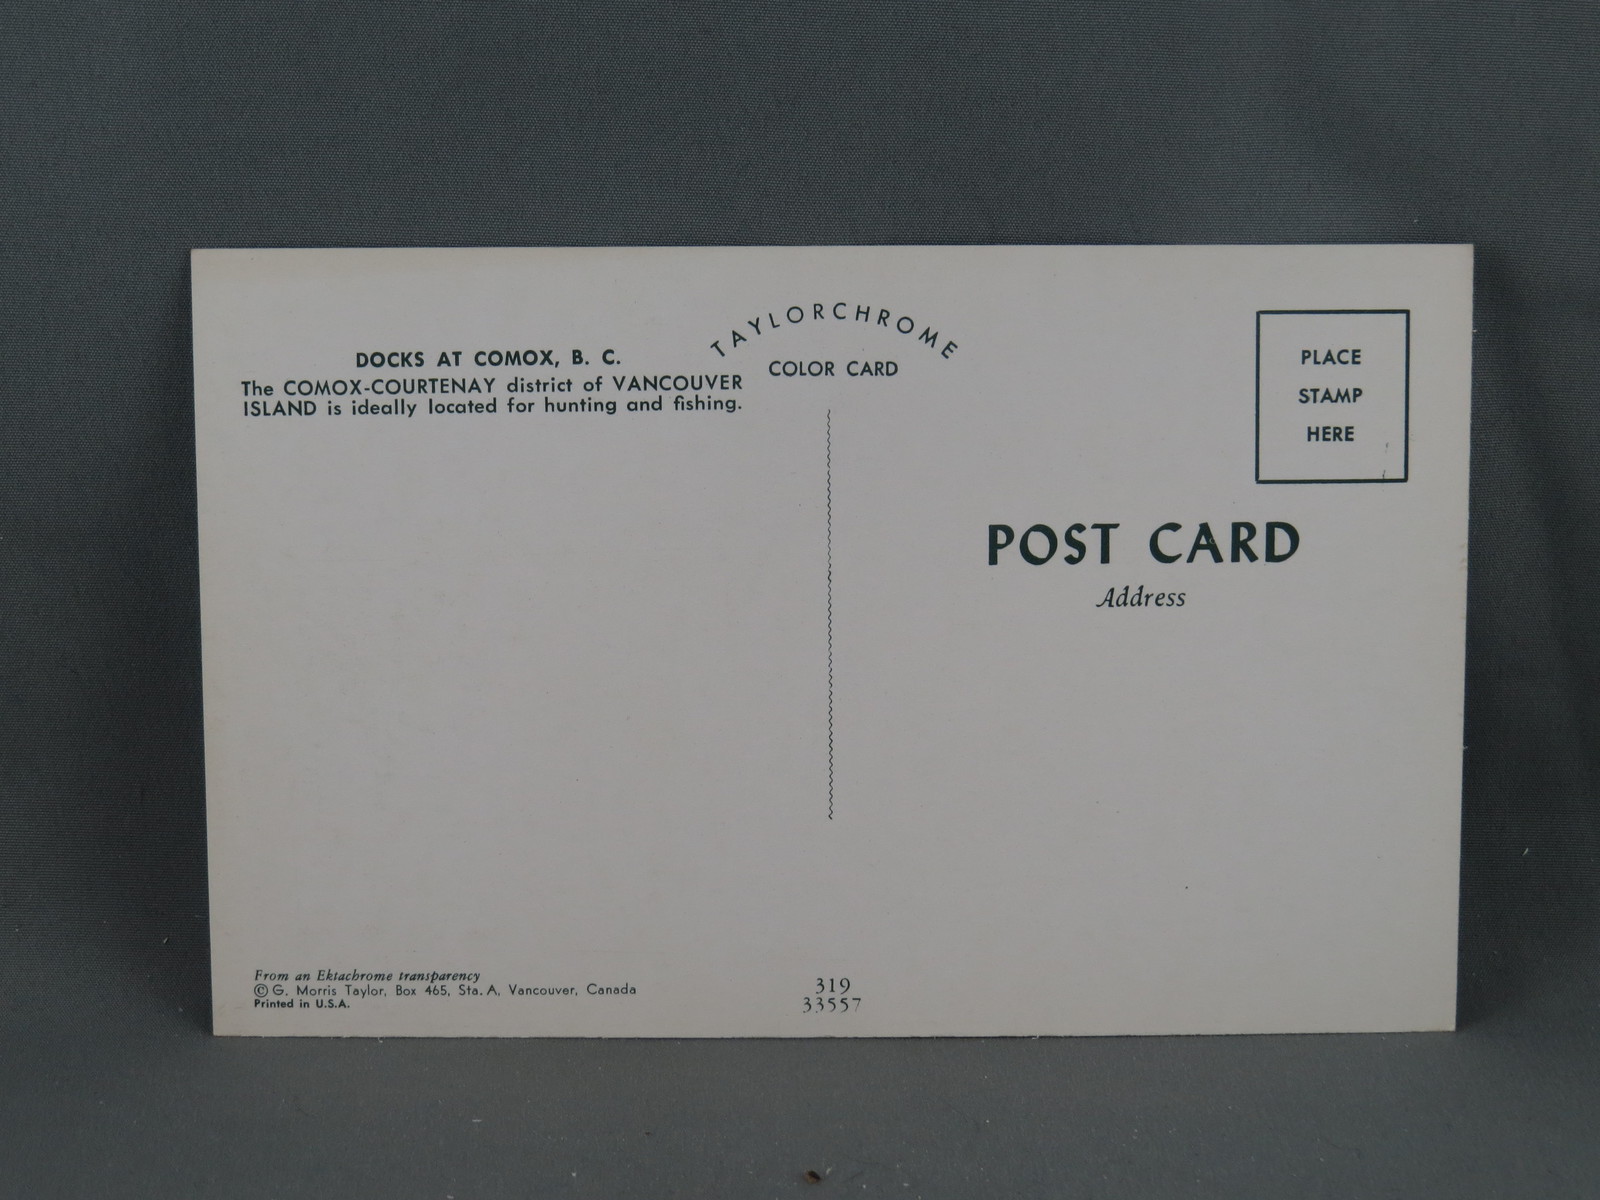 DOCKS AT COMOX, B. C.
The COMOX-COURTENAY district of VANCOUVER
ISLAND is ideally located for hunting and fishing.
TAYLORCHROME
COLOR CARD
PLACE
STAMP
HERE
POST CARD
Address
From an Ektachrome transparency
© G. Morris Taylor, Box 465, Sta. A, Vancouver, Canada
Printed in U.S.A.
319
33557